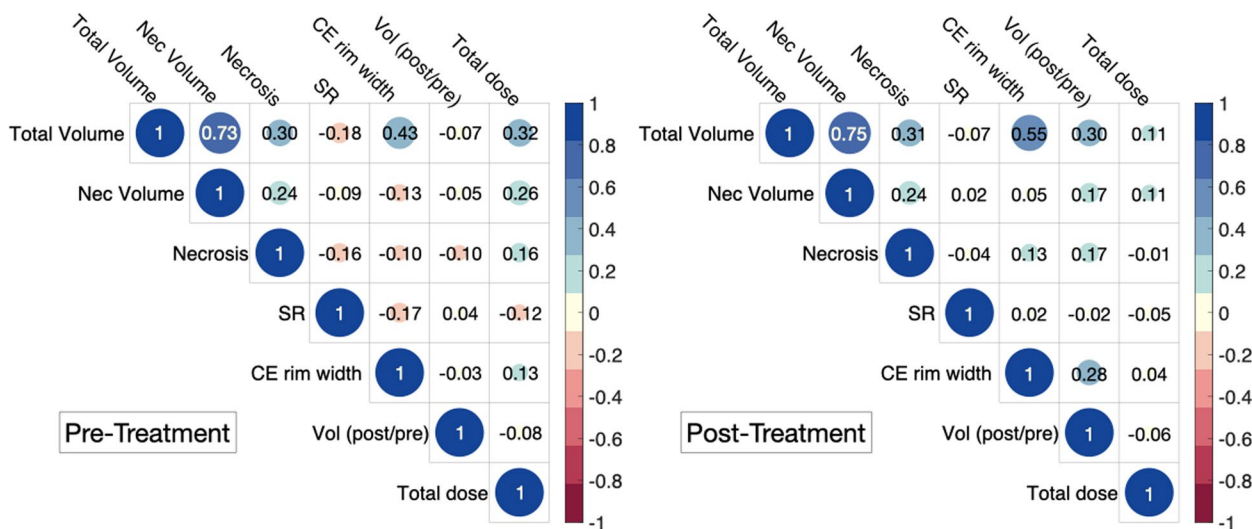 Total Volume
Nec Volume
Necrosis
SR
CE rim width
Vol (post/pre)
Total dose
Total Volume 1 0.73 0.30 -0.18 0.43 -0.07 0.32
Nec Volume 1 0.24 -0.09 -0.13 -0.05 0.26
Necrosis 1 -0.16 -0.10 -0.10 0.16
SR 1 -0.17 0.04 -0.12
CE rim width 1 -0.03 0.13
Vol (post/pre) 1 -0.08
Total dose 1
Pre-Treatment
1
0.8
0.6
0.4
0.2
0
-0.2
-0.4
-0.6
-0.8
-1
Total Volume
Nec Volume
Necrosis
SR
CE rim width
Vol (post/pre)
Total dose
Total Volume 1 0.75 0.31 -0.07 0.55 0.30 0.11
Nec Volume 1 0.24 0.02 0.05 0.17 0.11
Necrosis 1 -0.04 0.13 0.17 -0.01
SR 1 0.02 -0.02 -0.05
CE rim width 1 0.28 0.04
Vol (post/pre) 1 -0.06
Total dose 1
Post-Treatment
1
0.8
0.6
0.4
0.2
0
-0.2
-0.4
-0.6
-0.8
-1